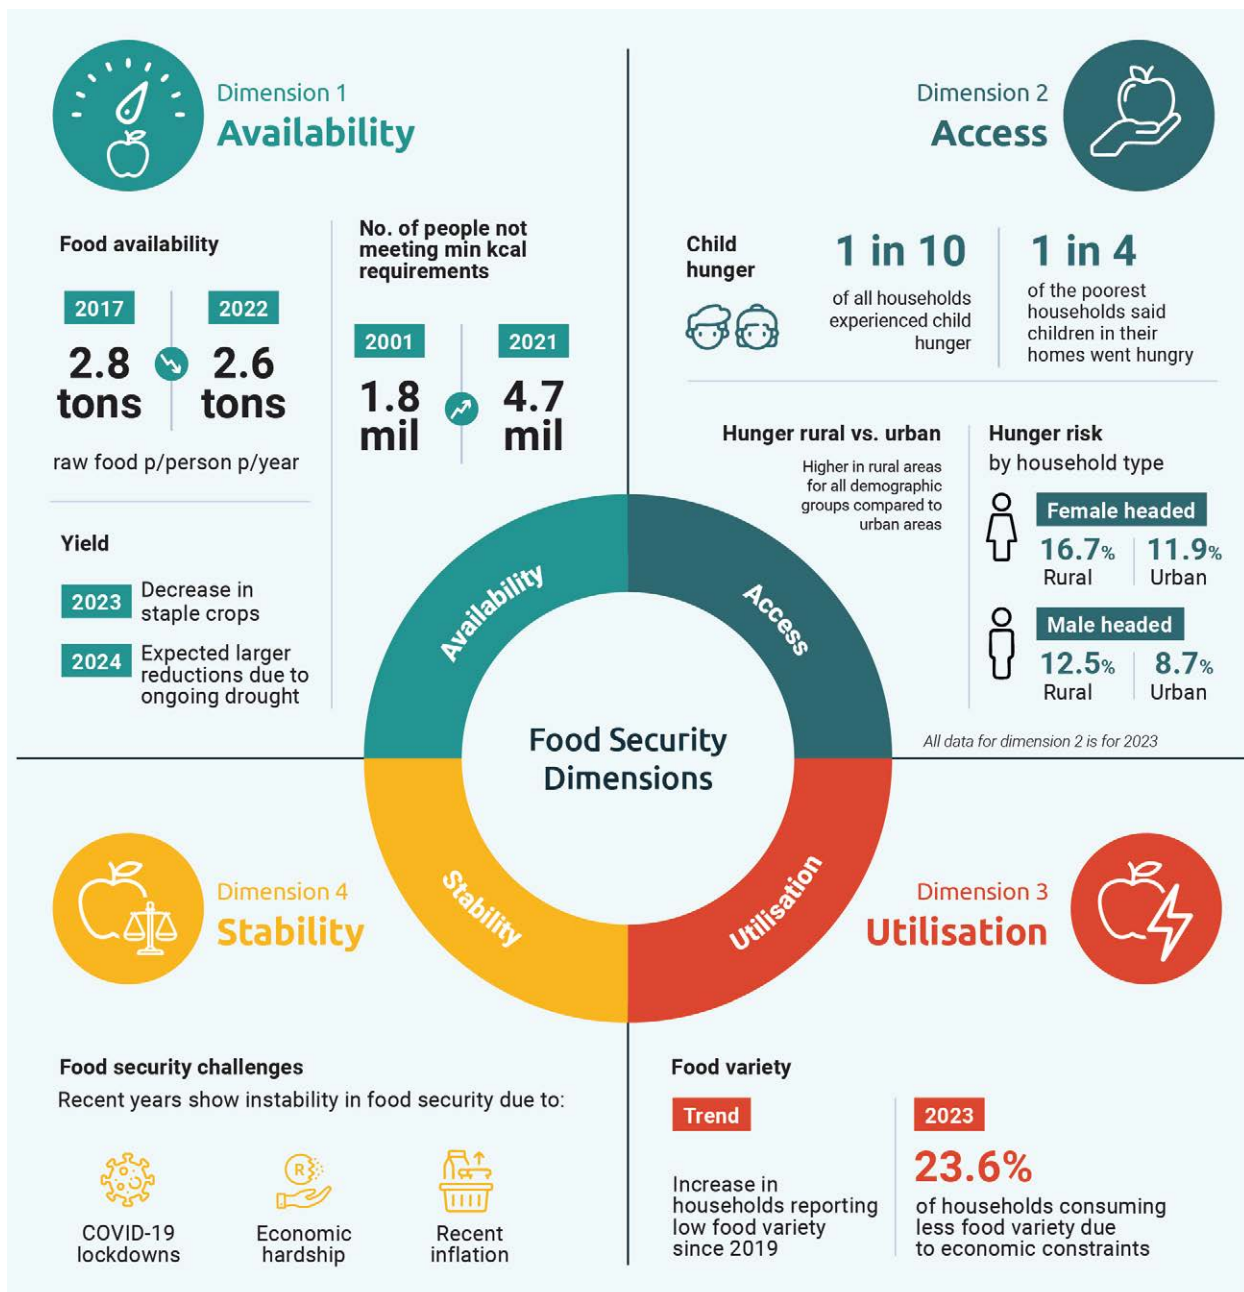 Dimension 1
Availability
Food availability
2017
2022
2.8
tons
2.6
tons
raw food p/person p/year
No. of people not
meeting min kcal
requirements
2001
2021
1.8
mil
4.7
mil
Yield
2023
Decrease in
staple crops
2024
Expected larger
reductions due to
ongoing drought
Dimension 2
Access
Child
hunger
1 in 10
of all households
experienced child
hunger
1 in 4
of the poorest
households said
children in their
homes went hungry
Hunger rural vs. urban
Higher in rural areas
for all demographic
groups compared to
urban areas
Hunger risk
by household type
Female headed
16.7%
Rural
11.9%
Urban
Male headed
12.5%
Rural
8.7%
Urban
All data for dimension 2 is for 2023
Availability
Access
Food Security
Dimensions
Stability
Utilisation
Dimension 4
Stability
Food security challenges
Recent years show instability in food security due to:
R
COVID-19
lockdowns
Economic
hardship
Recent
inflation
Dimension 3
Utilisation
Food variety
Trend
Increase in
households reporting
low food variety
since 2019
2023
23.6%
of households consuming
less food variety due
to economic constraints